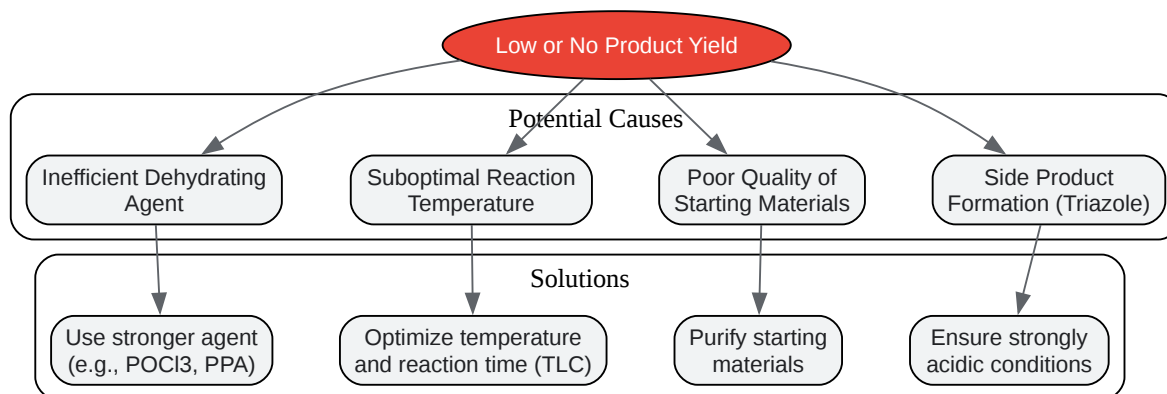 Low or No Product Yield
Potential Causes
Inefficient Dehydrating
Agent
Suboptimal Reaction
Temperature
Poor Quality of
Starting Materials
Side Product
Formation (Triazole)
Solutions
Use stronger agent
(e.g., POCl3, PPA)
Optimize temperature
and reaction time (TLC)
Purify starting
materials
Ensure strongly
acidic conditions